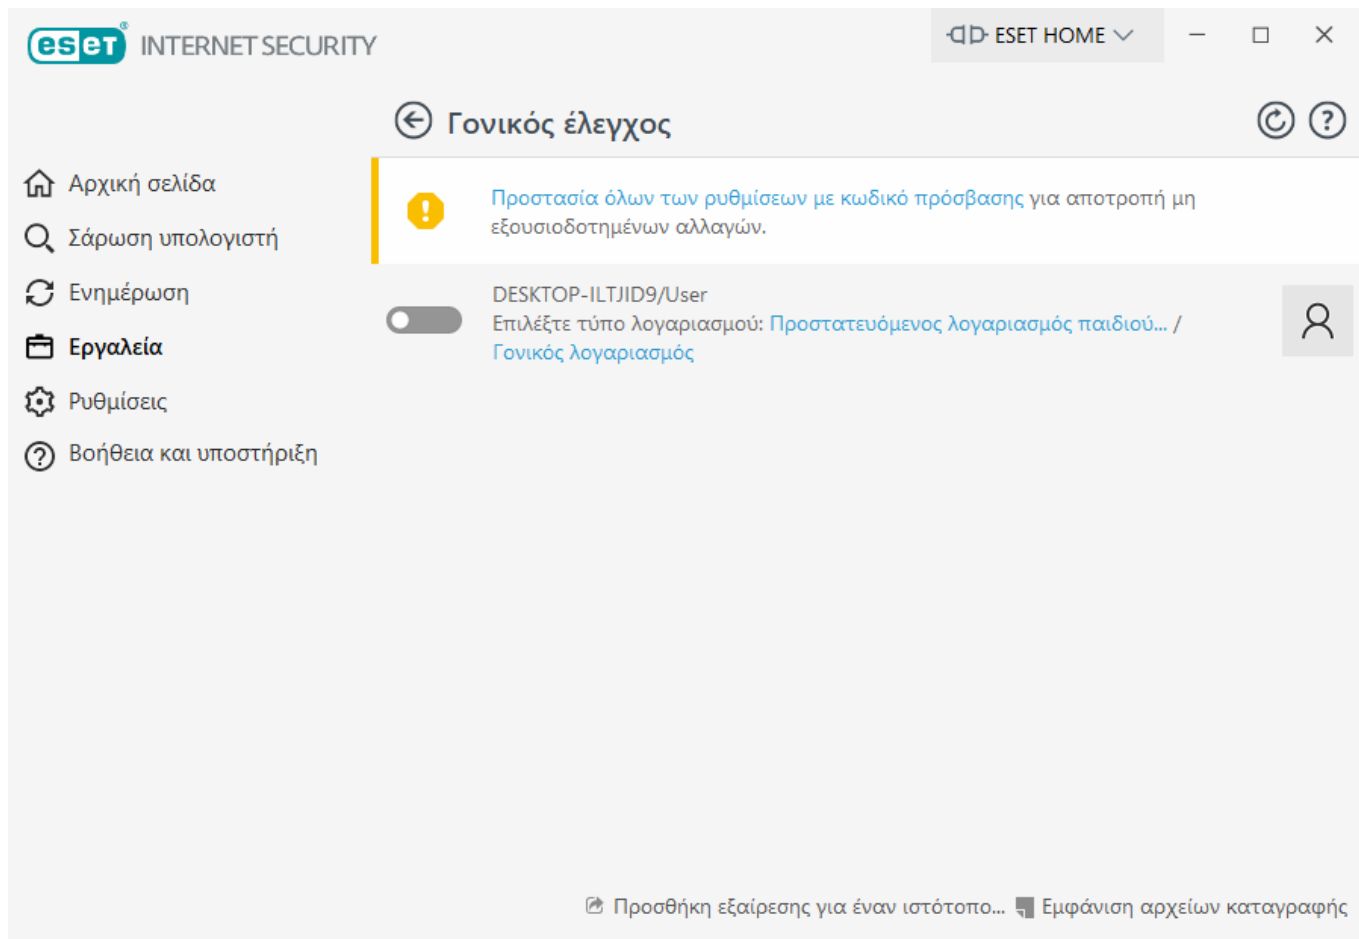 eset® INTERNET SECURITY
ESET HOME
Γονικός έλεγχος
Αρχική σελίδα
Σάρωση υπολογιστή
Ενημέρωση
Εργαλεία
Ρυθμίσεις
Βοήθεια και υποστήριξη
Προστασία όλων των ρυθμίσεων με κωδικό πρόσβασης για αποτροπή μη
εξουσιοδοτημένων αλλαγών.
DESKTOP-ILTJID9/User
Επιλέξτε τύπο λογαριασμού: Προστατευόμενος λογαριασμός παιδιού... /
Γονικός λογαριασμός
Προσθήκη εξαίρεσης για έναν ιστότοπο... Εμφάνιση αρχείων καταγραφής